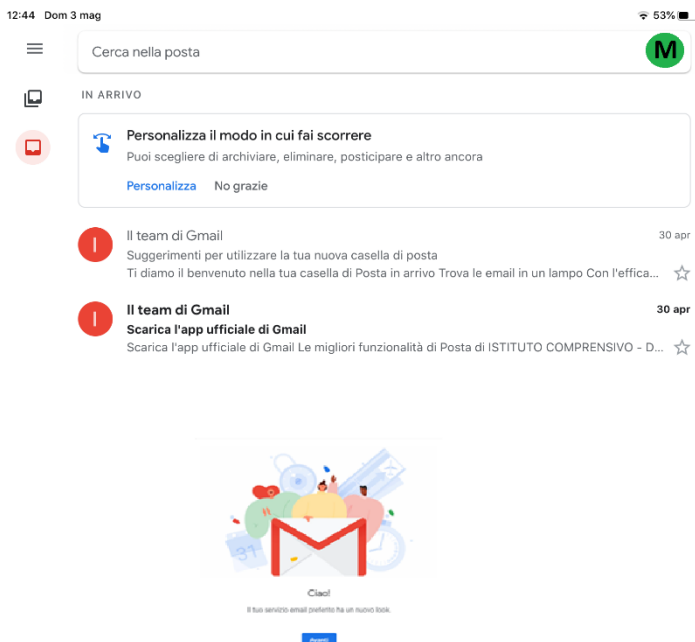 12:44 Dom 3 mag 53%
Cerca nella posta M
IN ARRIVO
Personalizza il modo in cui fai scorrere
Puoi scegliere di archiviare, eliminare, posticipare e altro ancora
Personalizza No grazie
I Il team di Gmail 30 apr
Suggerimenti per utilizzare la tua nuova casella di posta
Ti diamo il benvenuto nella tua casella di Posta in arrivo Trova le email in un lampo Con l'effica...
I Il team di Gmail 30 apr
Scarica l'app ufficiale di Gmail
Scarica l'app ufficiale di Gmail Le migliori funzionalità di Posta di ISTITUTO COMPRENSIVO - D...
31
Ciao!
Il tuo servizio email preferito ha un nuovo look.
Avanti